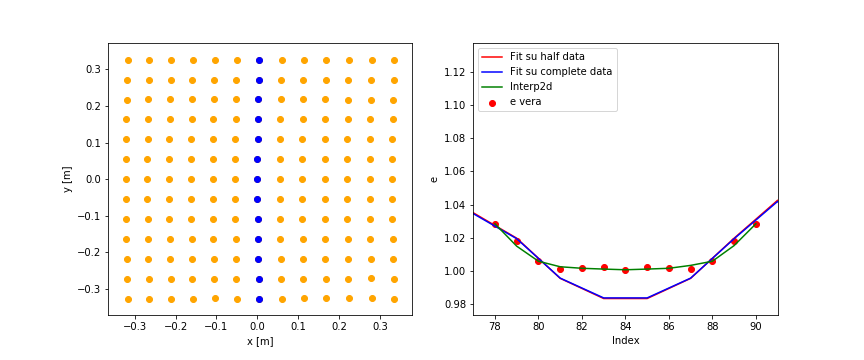 0.3
0.2
0.1
0.0
−0.1
−0.2
−0.3
y [m]
−0.3 −0.2 −0.1 0.0 0.1 0.2 0.3
x [m]
Fit su half data
Fit su complete data
Interp2d
e vera
1.12
1.10
1.08
1.06
1.04
1.02
1.00
0.98
e
78 80 82 84 86 88 90
Index